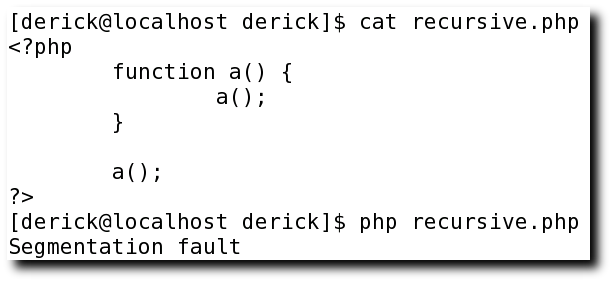 [derick@localhost derick]$ cat recursive.php
<?php
        function a() {
                a();
        }

        a();
?>
[derick@localhost derick]$ php recursive.php
Segmentation fault